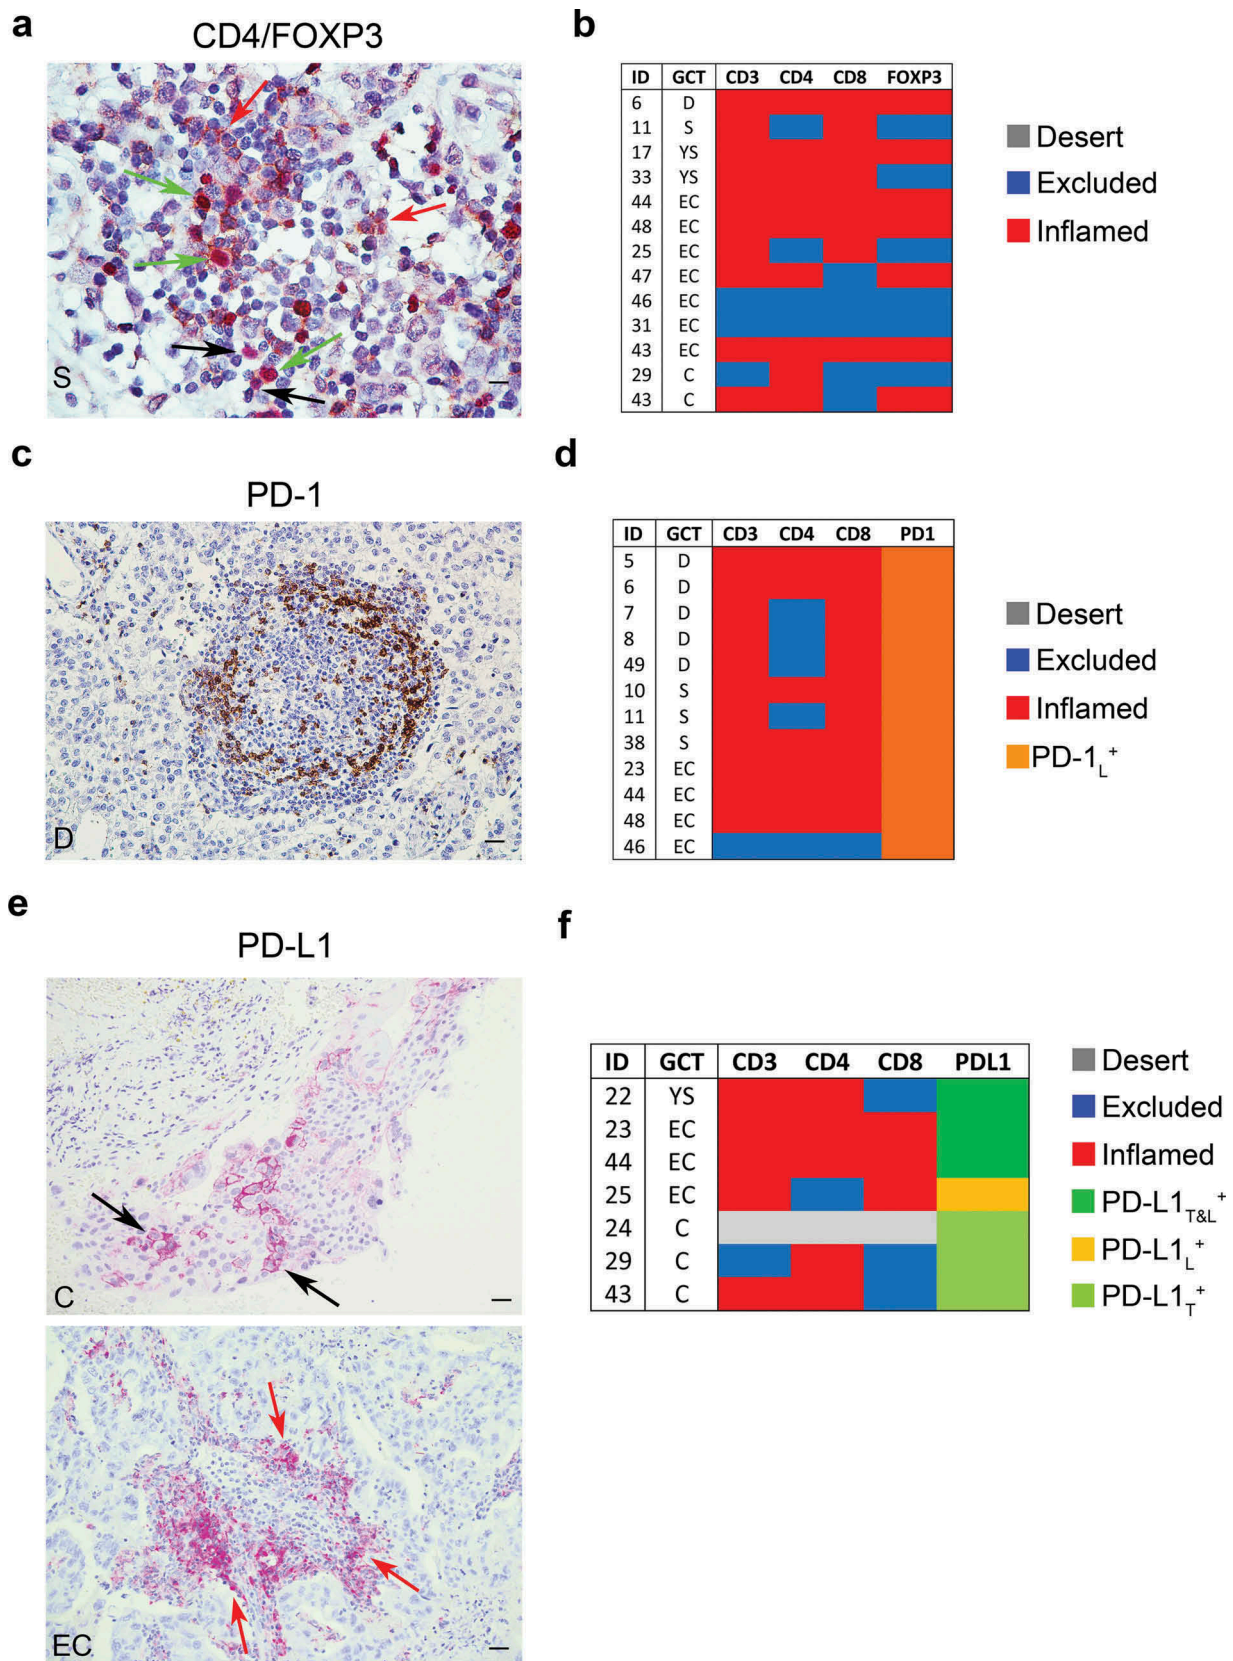 a
CD4/FOXP3
S
b
ID GCT CD3 CD4 CD8 FOXP3
6 D
11 S
17 YS
33 YS
44 EC
48 EC
25 EC
47 EC
46 EC
31 EC
43 EC
29 C
43 C
Desert
Excluded
Inflamed
c
PD-1
D
d
ID GCT CD3 CD4 CD8 PD1
5 D
6 D
7 D
8 D
49 D
10 S
11 S
38 S
23 EC
44 EC
48 EC
46 EC
Desert
Excluded
Inflamed
PD-1L+
e
PD-L1
C
EC
f
ID GCT CD3 CD4 CD8 PDL1
22 YS
23 EC
44 EC
25 EC
24 C
29 C
43 C
Desert
Excluded
Inflamed
PD-L1T&L+
PD-L1L+
PD-L1T+